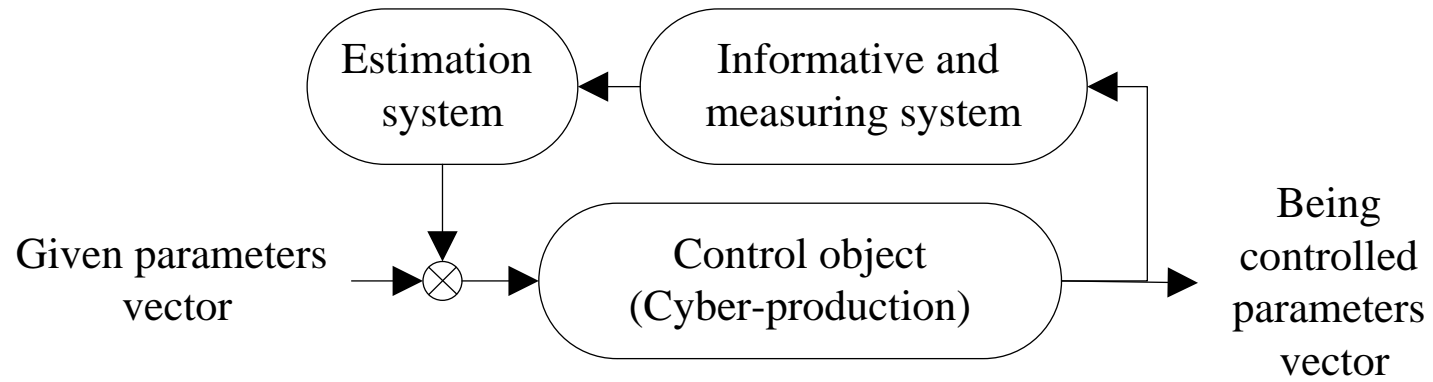 Estimation
system
Informative and
measuring system
Given parameters
vector
Control object
(Cyber-production)
Being
controlled
parameters
vector